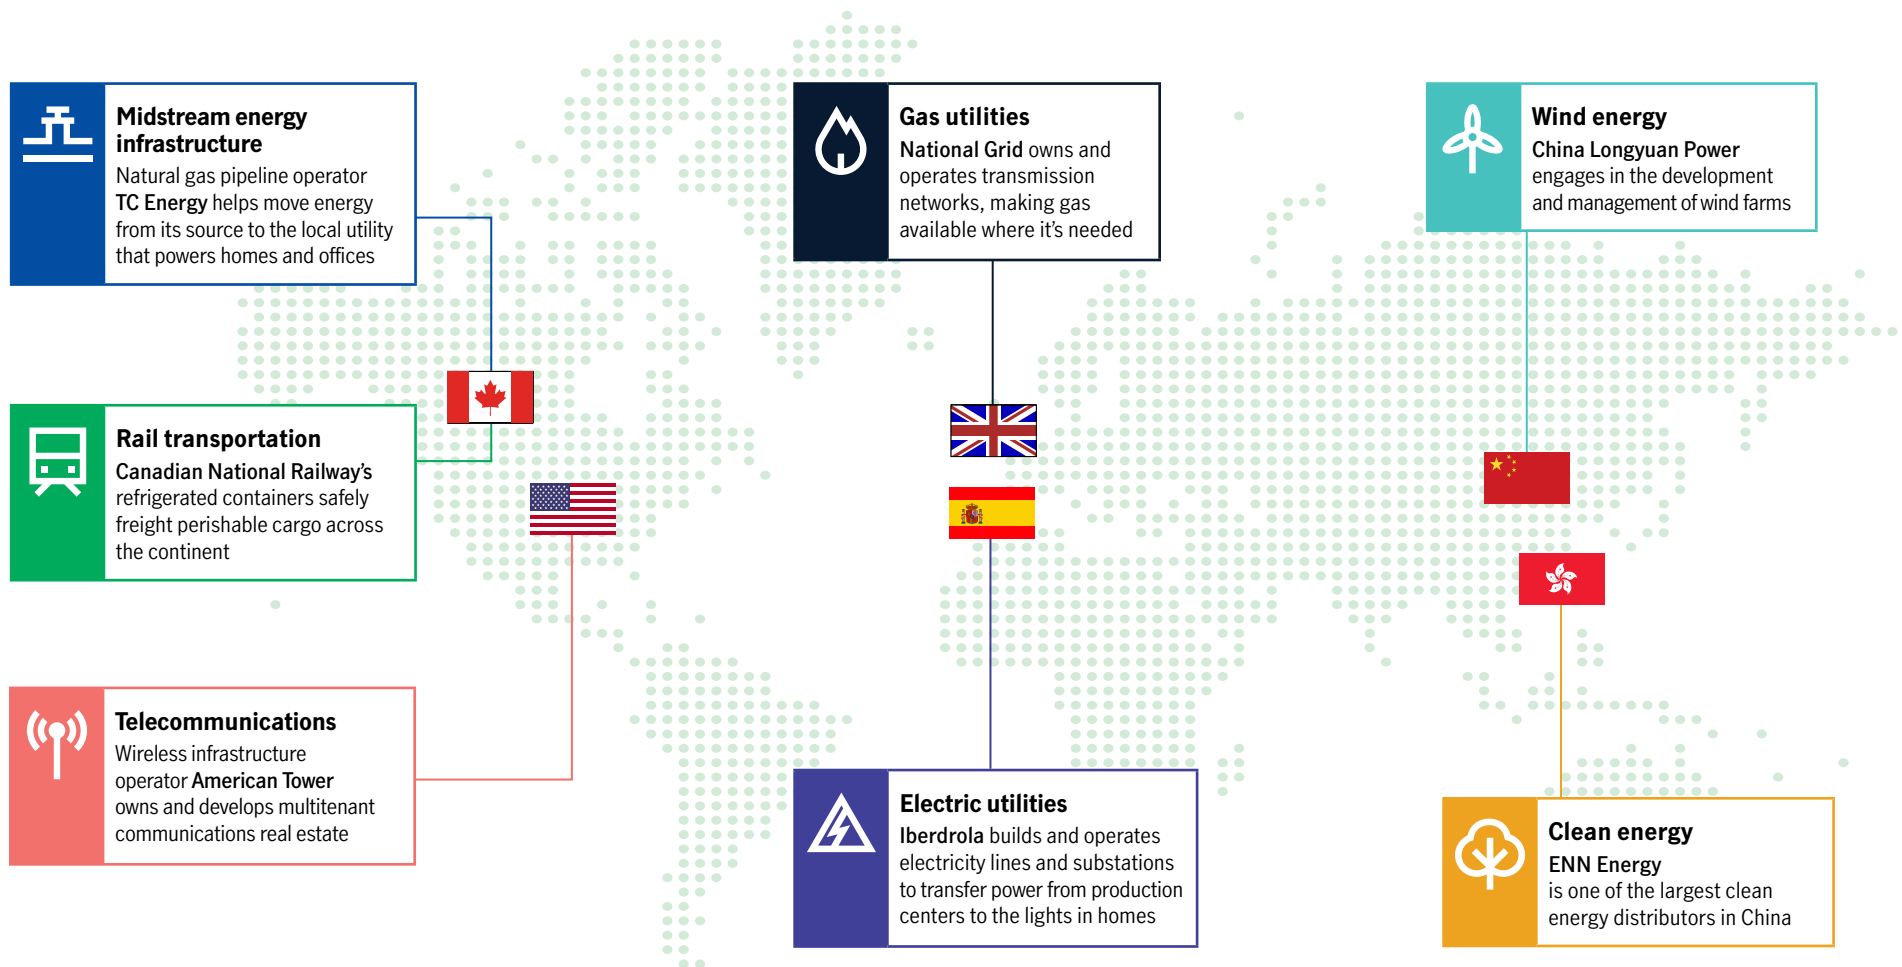 Midstream energy
infrastructure
Natural gas pipeline operator
TC Energy helps move energy
from its source to the local utility
that powers homes and offices
Rail transportation
Canadian National Railway’s
refrigerated containers safely
freight perishable cargo across
the continent
Telecommunications
Wireless infrastructure
operator American Tower
owns and develops multitenant
communications real estate
Gas utilities
National Grid owns and
operates transmission
networks, making gas
available where it’s needed
Electric utilities
Iberdrola builds and operates
electricity lines and substations
to transfer power from production
centers to the lights in homes
Wind energy
China Longyuan Power
engages in the development
and management of wind farms
Clean energy
ENN Energy
is one of the largest clean
energy distributors in China